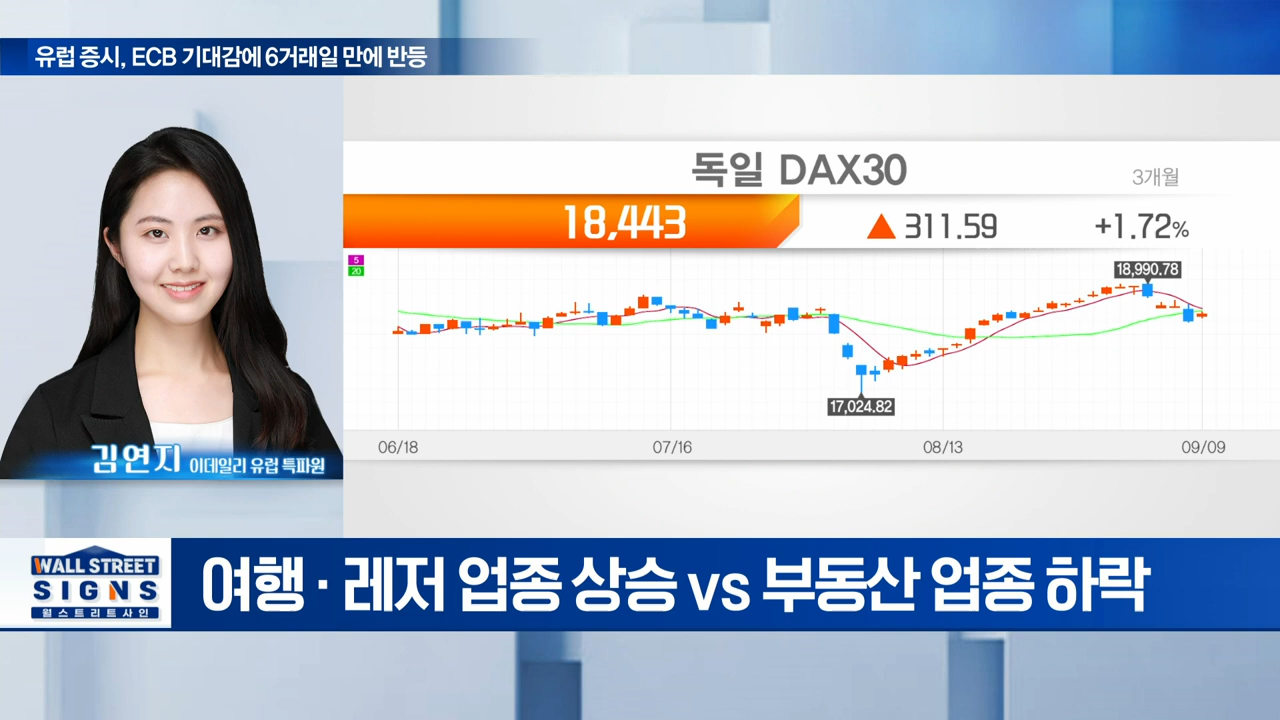 유럽 증시, ECB 기대감에 6거래일 만에 반등
독일 DAX30
3개월
18,443
▲ 311.59
+1.72%
5
20
18,990.78
17,024.82
06/18
07/16
08/13
09/09
김연지 이데일리 유럽 특파원
WALL STREET
SIGNS
월스트리트사인
여행·레저 업종 상승 vs 부동산 업종 하락